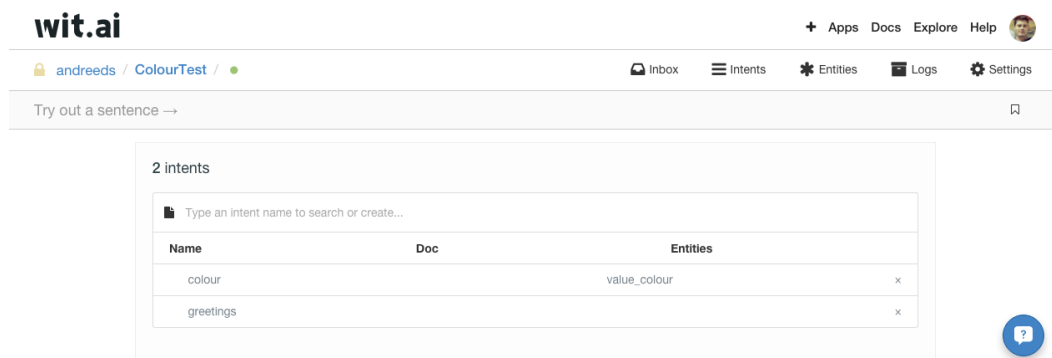 wit.ai
+ Apps Docs Explore Help
andreeds / ColourTest /
Inbox Intents Entities Logs Settings
Try out a sentence →
2 intents
Type an intent name to search or create...
Name Doc Entities
colour value_colour ×
greetings ×
?